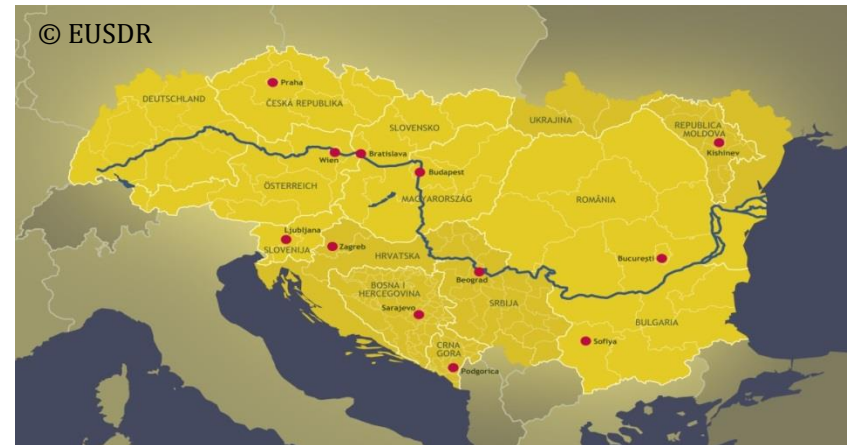 © EUSDR
Praha
DEUTSCHLAND
ČESKÁ REPUBLIKA
SLOVENSKO
UKRAJINA
REPUBLICA
MOLDOVA
Kishinev
Wien
Bratislava
Budapest
ÖSTERREICH
MAGYARORSZÁG
ROMÂNIA
Ljubljana
SLOVENIJA
Zagreb
HRVATSKA
București
Beograd
BOSNA I
HERCEGOVINA
SRBIJA
Sarajevo
BULGARIA
CRNA
GORA
Sofiya
Podgorica